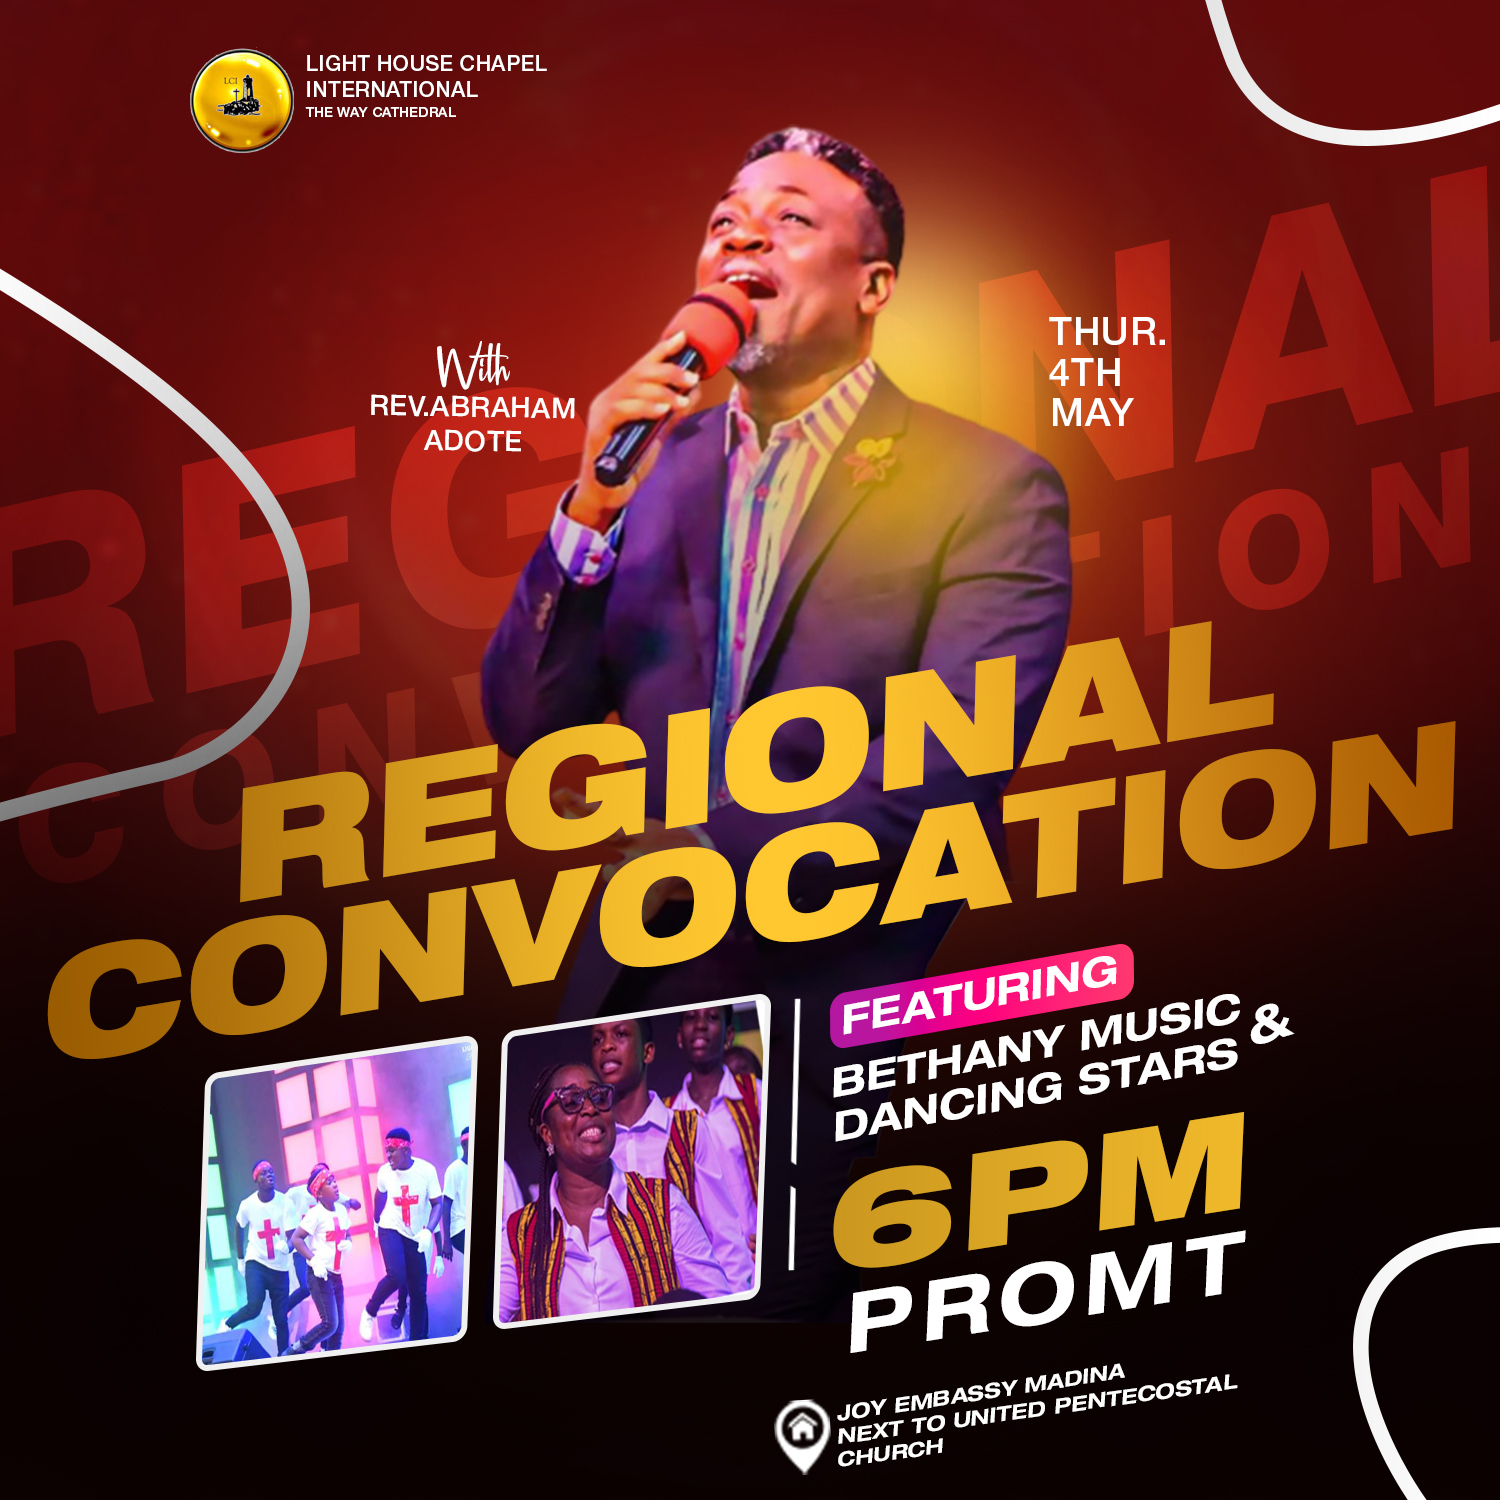 LCI
LIGHT HOUSE CHAPEL
INTERNATIONAL
THE WAY CATHEDRAL
With
REV.ABRAHAM
ADOTE
THUR.
4TH
MAY
REGIONAL
CONVOCATION
FEATURING
BETHANY MUSIC &
DANCING STARS
6PM
PROMT
JOY EMBASSY MADINA
NEXT TO UNITED PENTECOSTAL
CHURCH